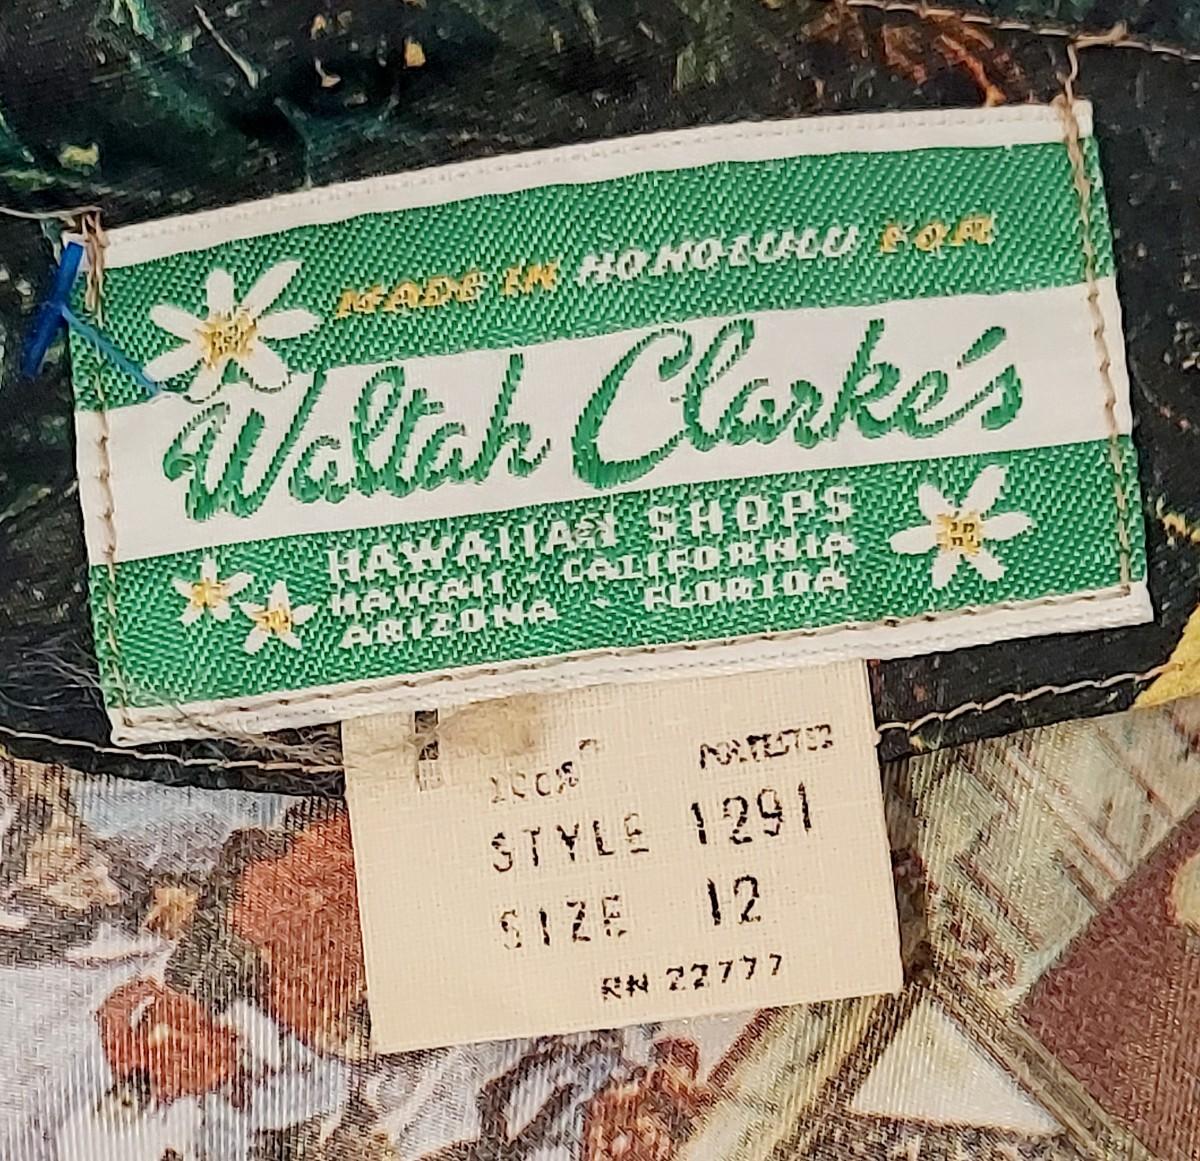 MADE IN HONOLULU FOR
Waltah Clarke's
HAWAIIAN SHOPS
HAWAII - CALIFORNIA
ARIZONA - FLORIDA
100% POLYESTER
STYLE 1291
SIZE 12
RN 22777